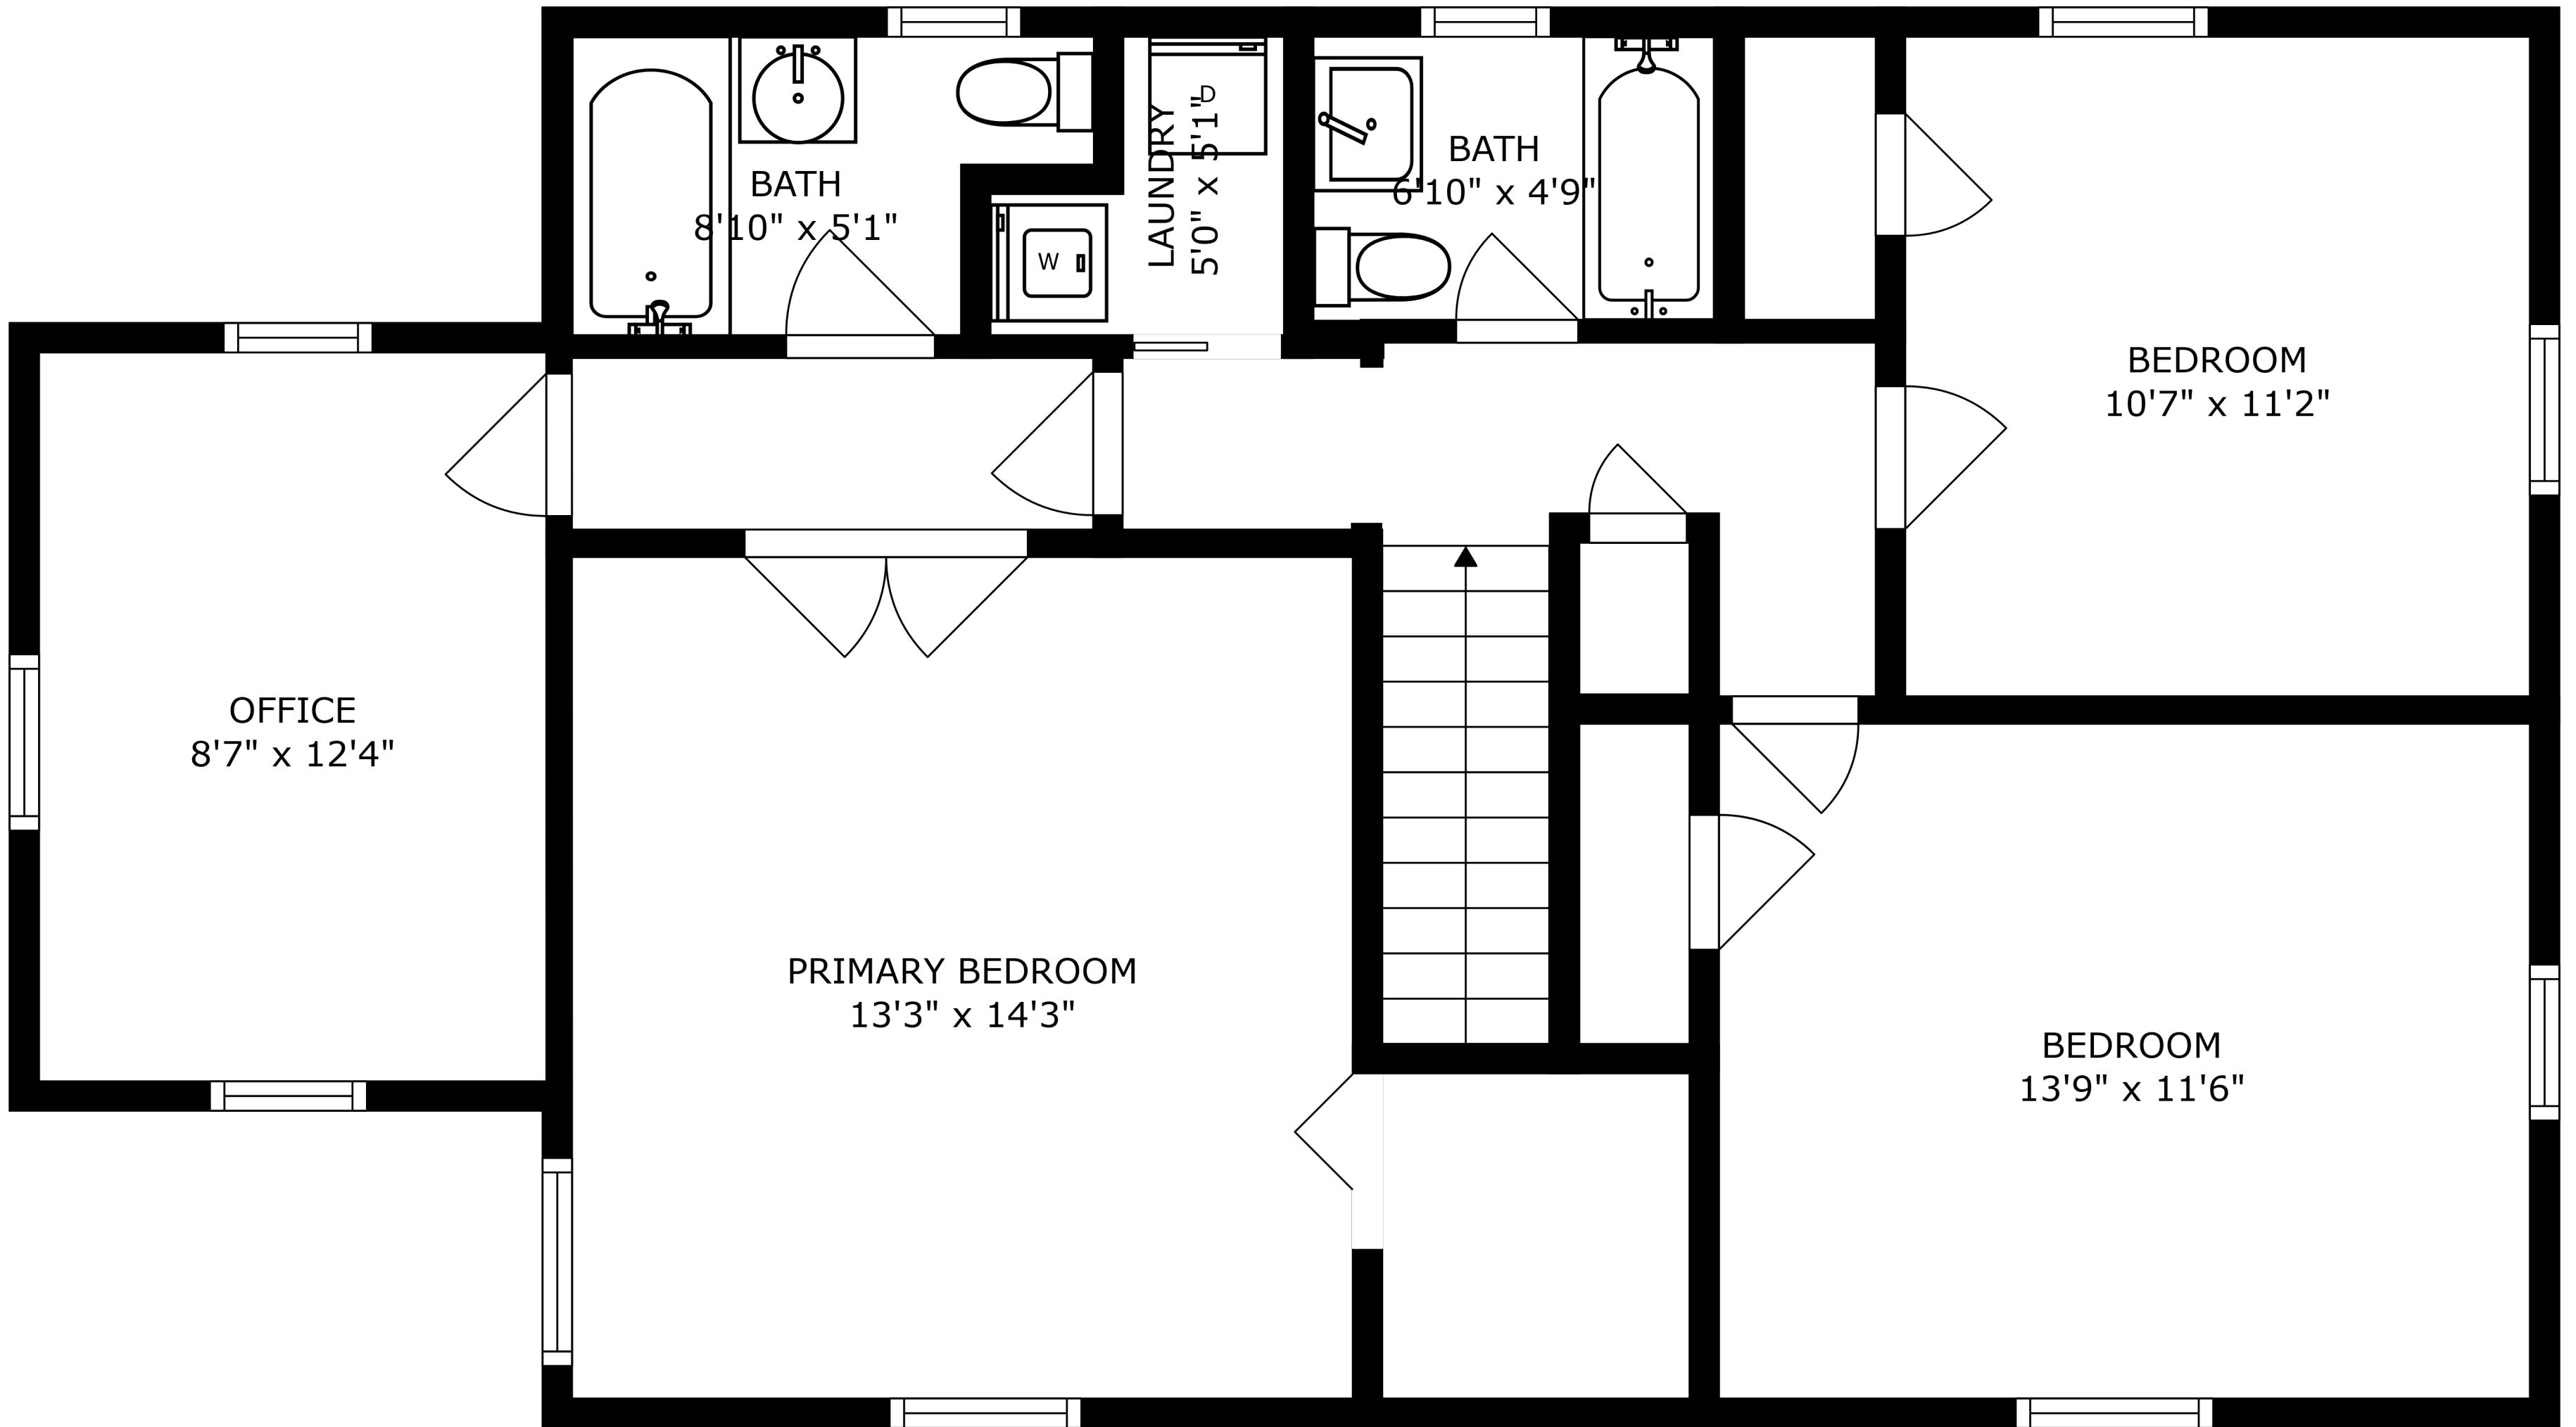 BATH
8'10" x 5'1"
W
LAUNDRY
5'0" x 5'1"
D
BATH
6'10" x 4'9"
BEDROOM
10'7" x 11'2"
OFFICE
8'7" x 12'4"
PRIMARY BEDROOM
13'3" x 14'3"
BEDROOM
13'9" x 11'6"